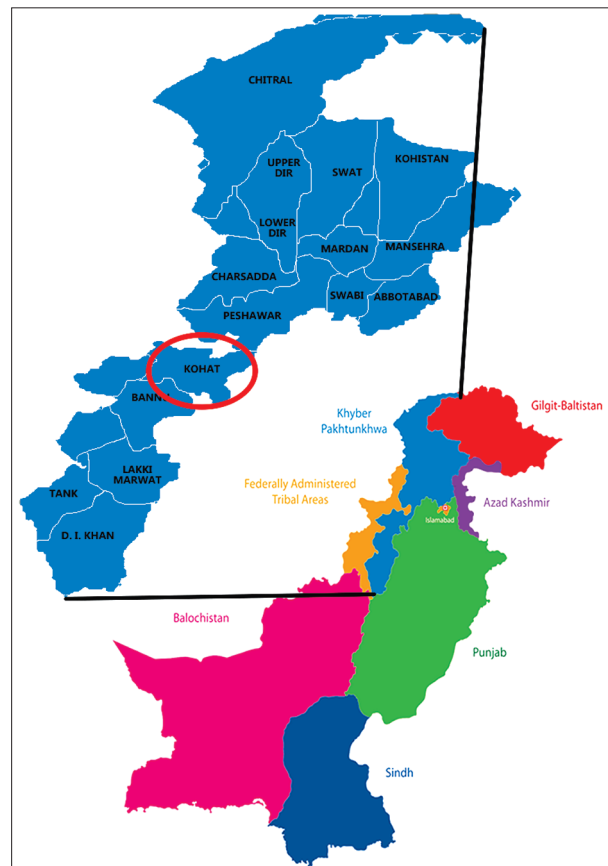 CHITRAL
UPPER
DIR
SWAT
KOHISTAN
LOWER
DIR
MARDAN
MANSEHRA
CHARSADDA
SWABI
ABBOTABAD
PESHAWAR
KOHAT
BANNU
LAKKI
MARWAT
TANK
D. I. KHAN
Khyber
Pakhtunkhwa
Gilgit-Baltistan
Federally Administered
Tribal Areas
Azad Kashmir
Islamabad
Balochistan
Punjab
Sindh